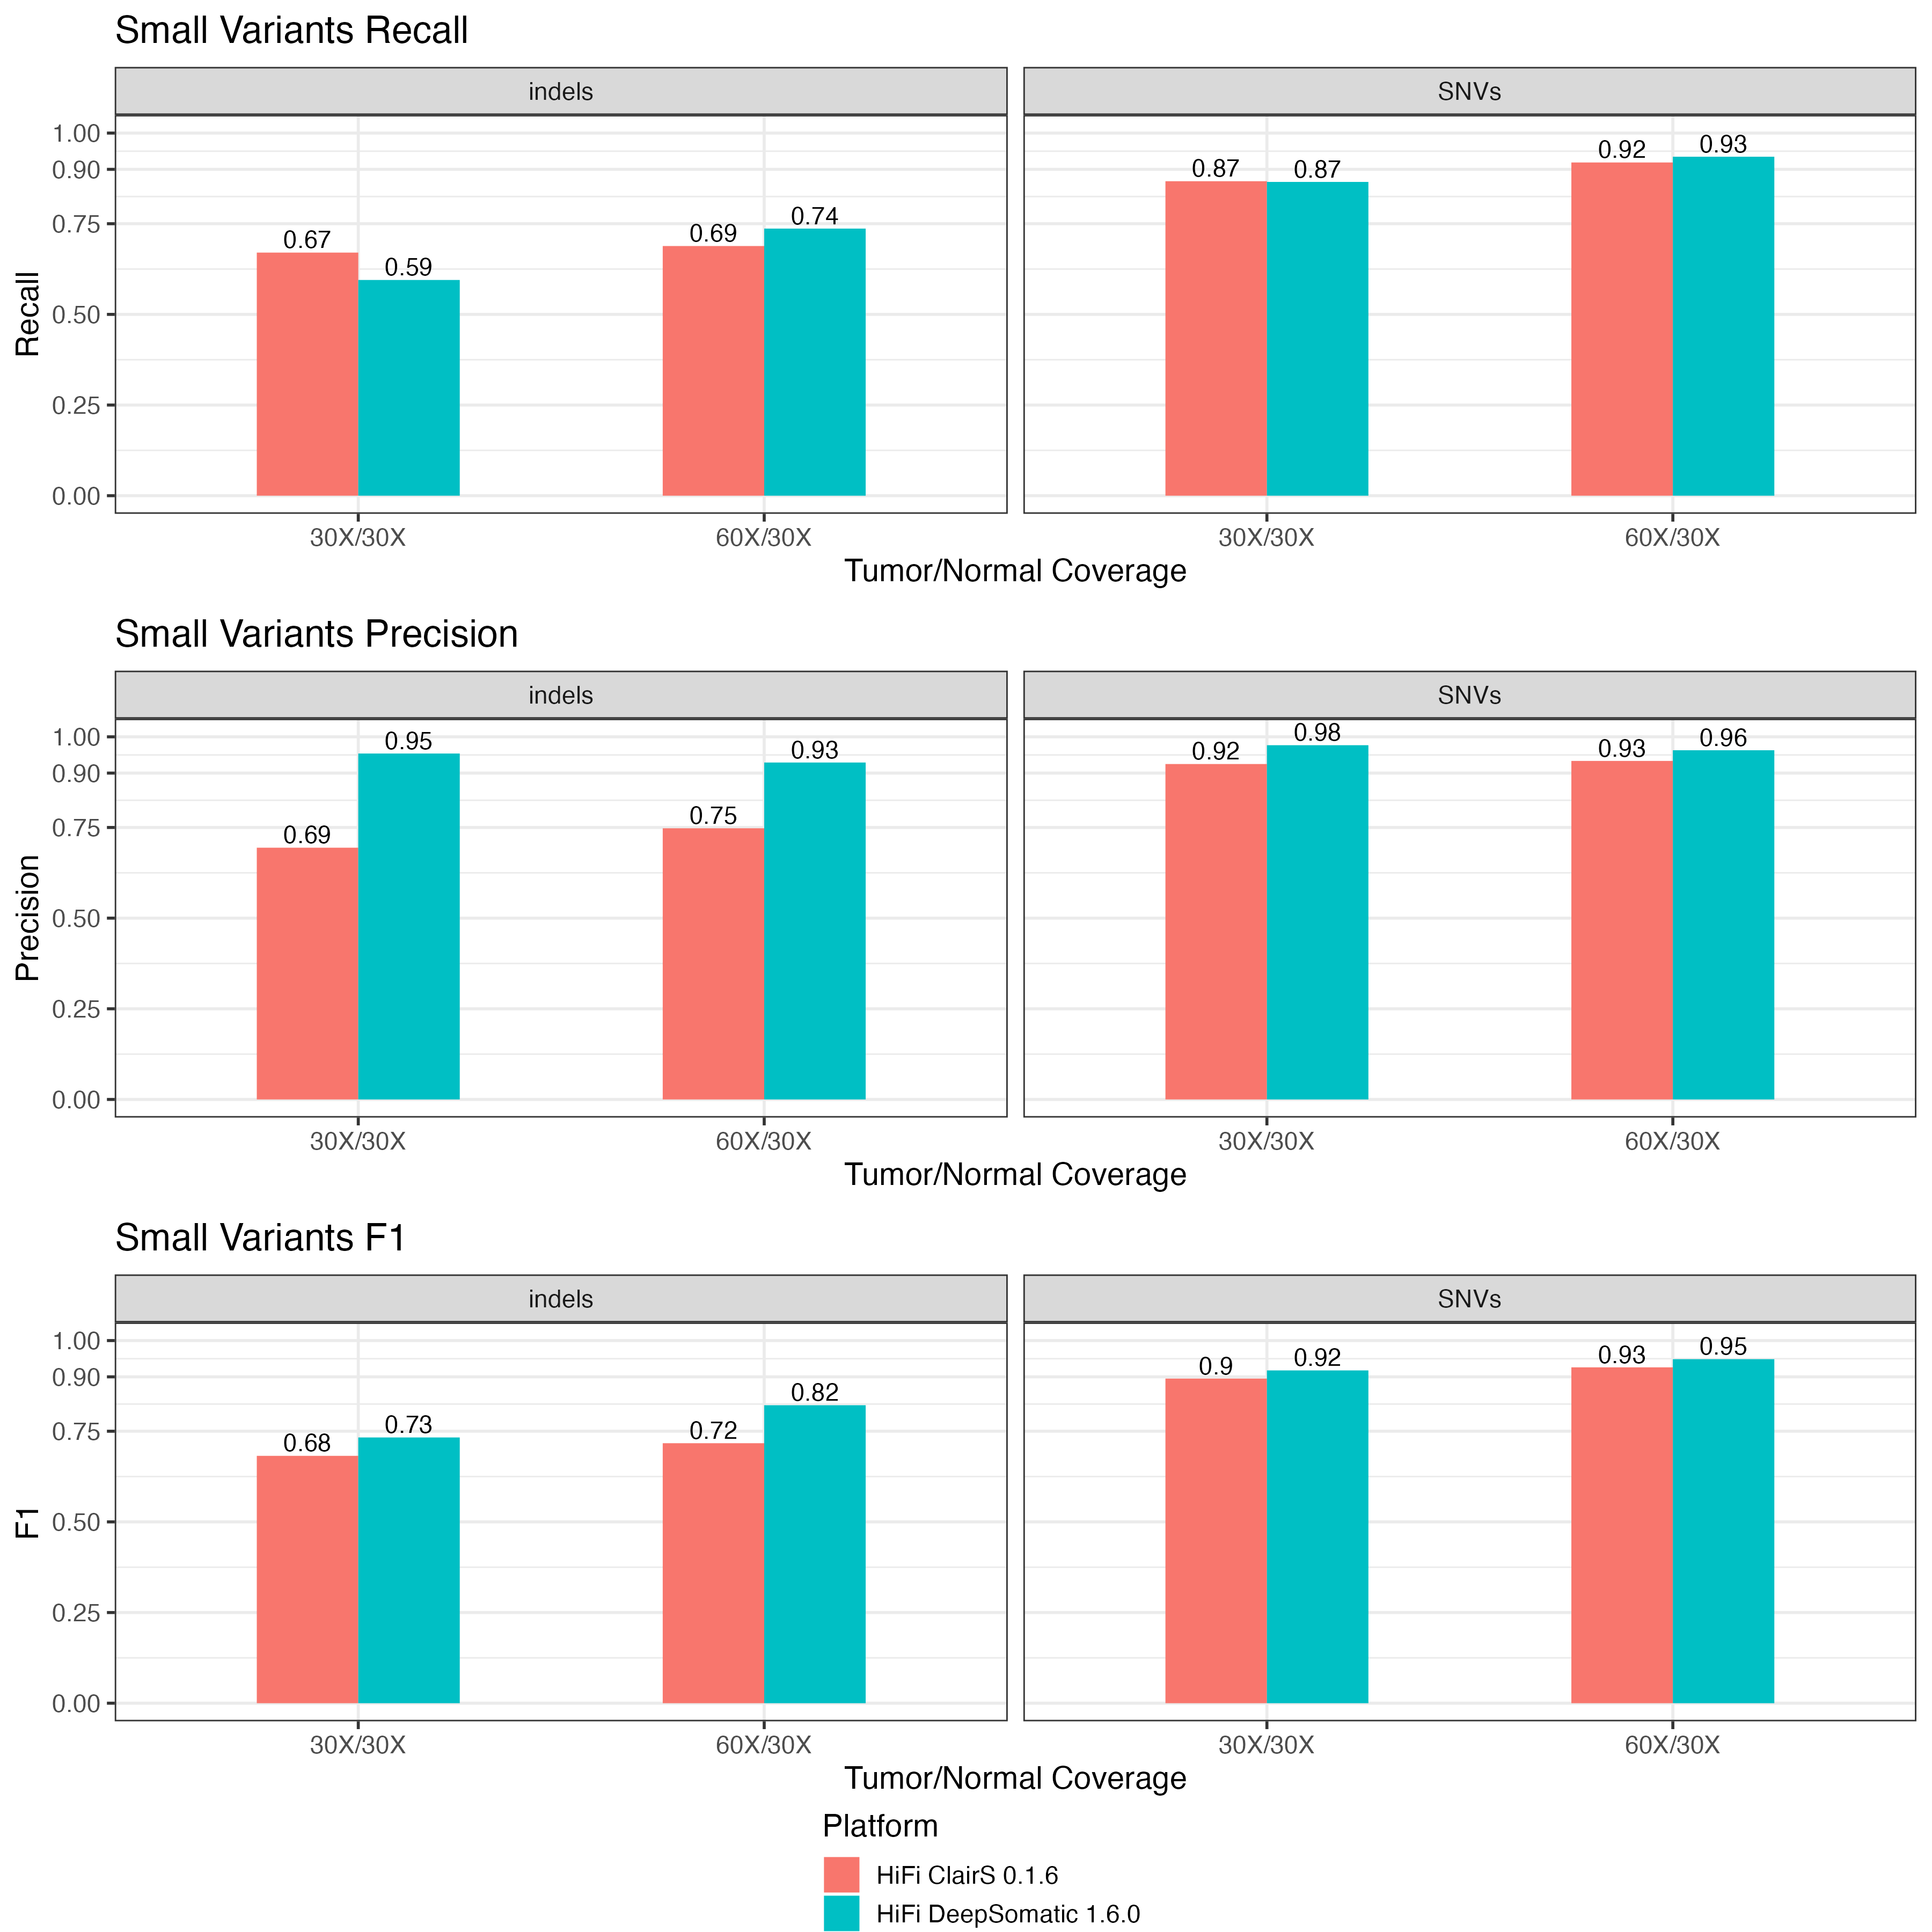 Small Variants Recall
indels
SNVs
Recall
1.00
0.90
0.75
0.50
0.25
0.00
0.67
0.59
0.69
0.74
0.87
0.87
0.92
0.93
30X/30X
60X/30X
30X/30X
60X/30X
Tumor/Normal Coverage
Small Variants Precision
indels
SNVs
Precision
1.00
0.90
0.75
0.50
0.25
0.00
0.69
0.95
0.75
0.93
0.92
0.98
0.93
0.96
30X/30X
60X/30X
30X/30X
60X/30X
Tumor/Normal Coverage
Small Variants F1
indels
SNVs
F1
1.00
0.90
0.75
0.50
0.25
0.00
0.68
0.73
0.72
0.82
0.9
0.92
0.93
0.95
30X/30X
60X/30X
30X/30X
60X/30X
Tumor/Normal Coverage
Platform
HiFi ClairS 0.1.6
HiFi DeepSomatic 1.6.0